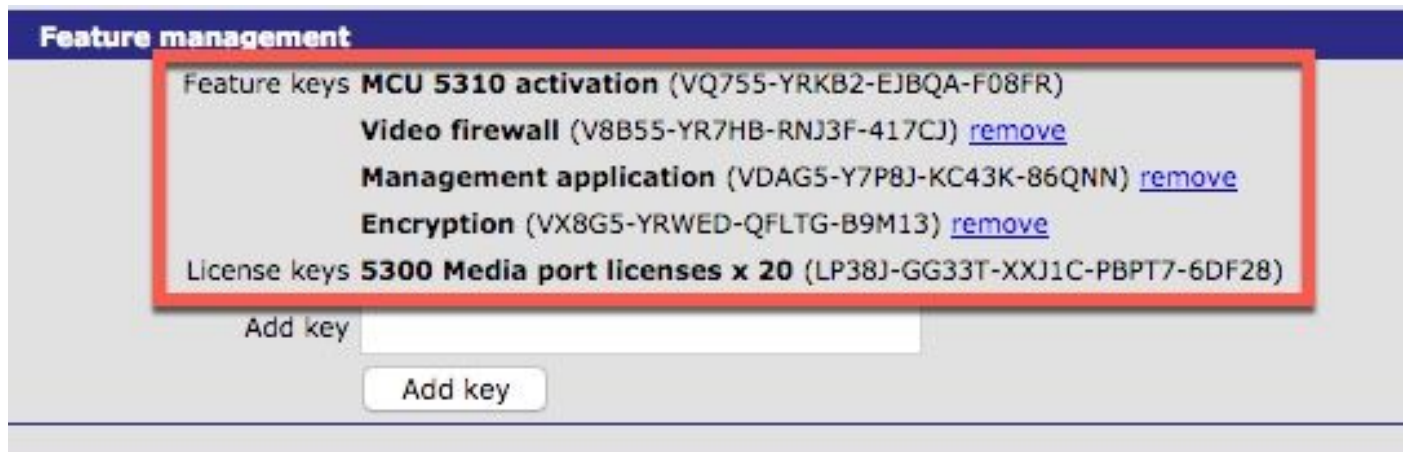 Feature management
Feature keys MCU 5310 activation (VQ755-YRKB2-EJBQA-F08FR)
Video firewall (V8B55-YR7HB-RNJ3F-417CJ) remove
Management application (VDAG5-Y7P8J-KC43K-86QNN) remove
Encryption (VX8G5-YRWED-QFLTG-B9M13) remove
License keys 5300 Media port licenses x 20 (LP38J-GG33T-XXJ1C-PBPT7-6DF28)
Add key
Add key